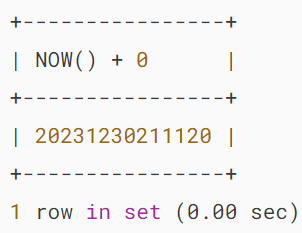 +----------------+
| NOW() + 0      |
+----------------+
| 20231230211120 |
+----------------+
1 row in set (0.00 sec)